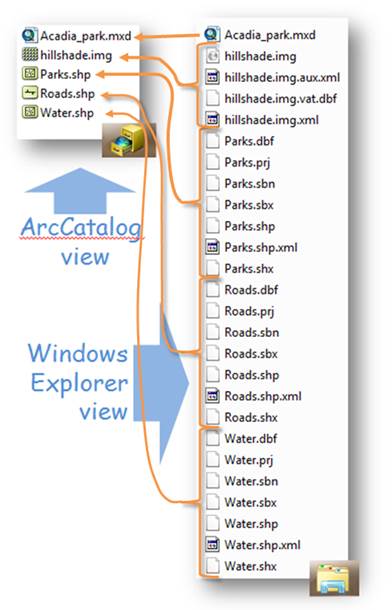 Acadia_park.mxd
hillshade.img
Parks.shp
Roads.shp
Water.shp
ArcCatalog
view
Windows
Explorer
view
Acadia_park.mxd
hillshade.img
hillshade.img.aux.xml
hillshade.img.vat.dbf
hillshade.img.xml
Parks.dbf
Parks.prj
Parks.sbn
Parks.sbx
Parks.shp
Parks.shp.xml
Parks.shx
Roads.dbf
Roads.prj
Roads.sbn
Roads.sbx
Roads.shp
Roads.shp.xml
Roads.shx
Water.dbf
Water.prj
Water.sbn
Water.sbx
Water.shp
Water.shp.xml
Water.shx